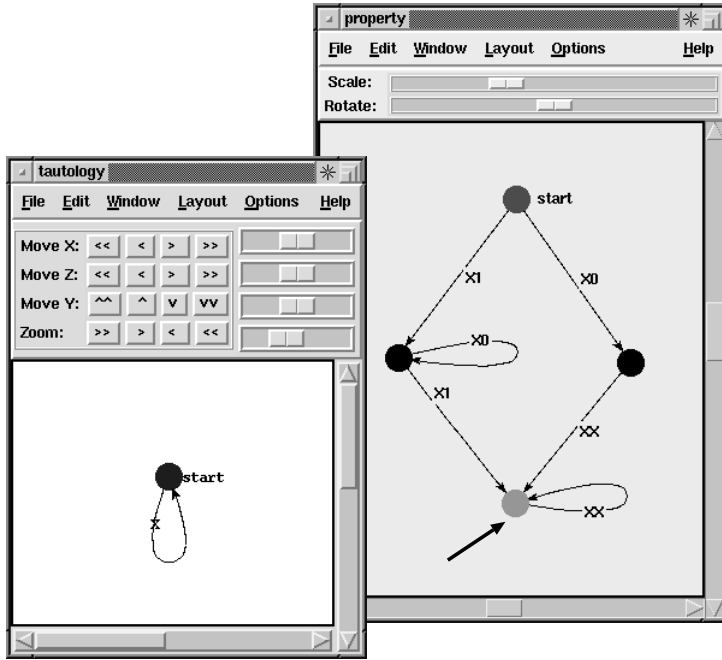 property
File Edit Window Layout Options Help
Scale:
Rotate:
start
X1
X0
X0
X1
XX
XX
tautology
File Edit Window Layout Options Help
Move X: << < > >>
Move Z: << < > >>
Move Y: ^^ ^ v vv
Zoom: >> > < <<
start
X